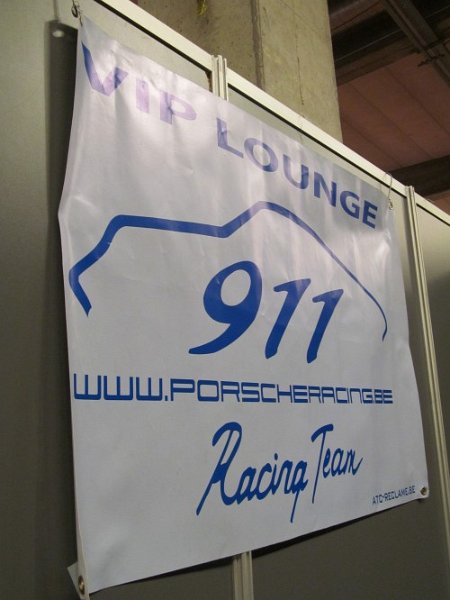 VIP LOUNGE
911
WWW.PORSCHERACING.BE
Racing Team
ATC-RECLAME.BE